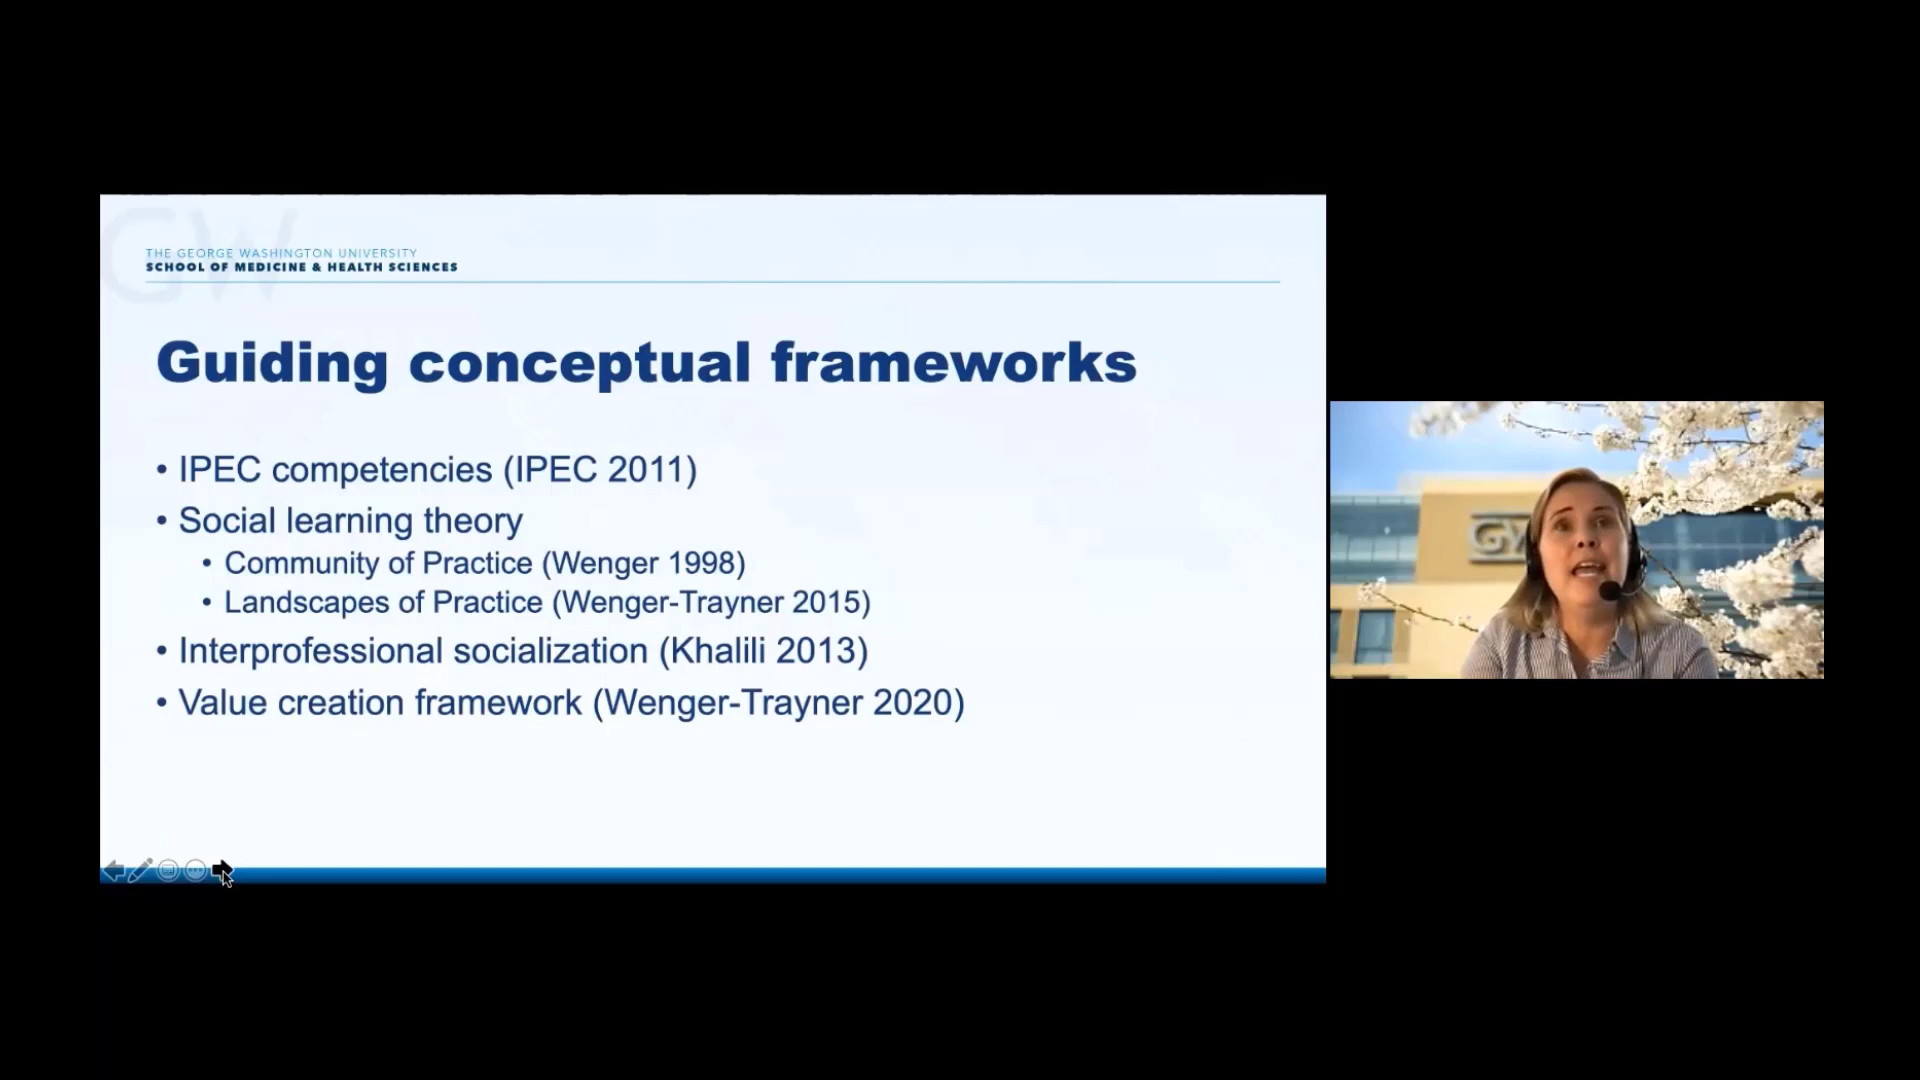 GW
THE GEORGE WASHINGTON UNIVERSITY
SCHOOL OF MEDICINE & HEALTH SCIENCES
Guiding conceptual frameworks
• IPEC competencies (IPEC 2011)
• Social learning theory
• Community of Practice (Wenger 1998)
• Landscapes of Practice (Wenger-Trayner 2015)
• Interprofessional socialization (Khalili 2013)
• Value creation framework (Wenger-Trayner 2020)
GW